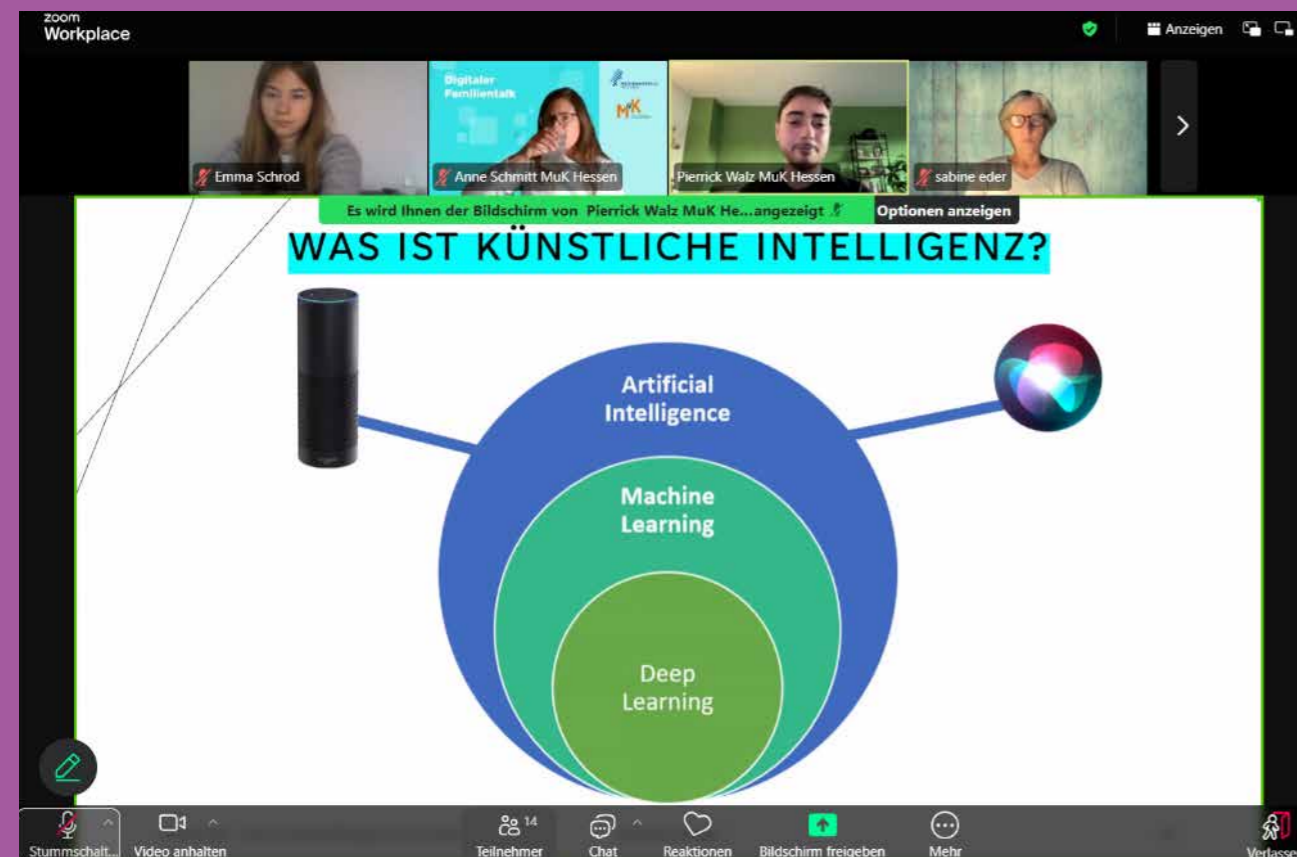 zoom
Workplace
Anzeigen
Digitaler
Familientalk
MuK
Emma Schrod
Anne Schmitt MuK Hessen
Pierrick Walz MuK Hessen
sabine eder
Es wird Ihnen der Bildschirm von Pierrick Walz MuK He...angezeigt
Optionen anzeigen
WAS IST KÜNSTLICHE INTELLIGENZ?
Artificial
Intelligence
Machine
Learning
Deep
Learning
14
Stummschalt...
Video anhalten
Teilnehmer
Chat
Reaktionen
Bildschirm freigeben
Mehr